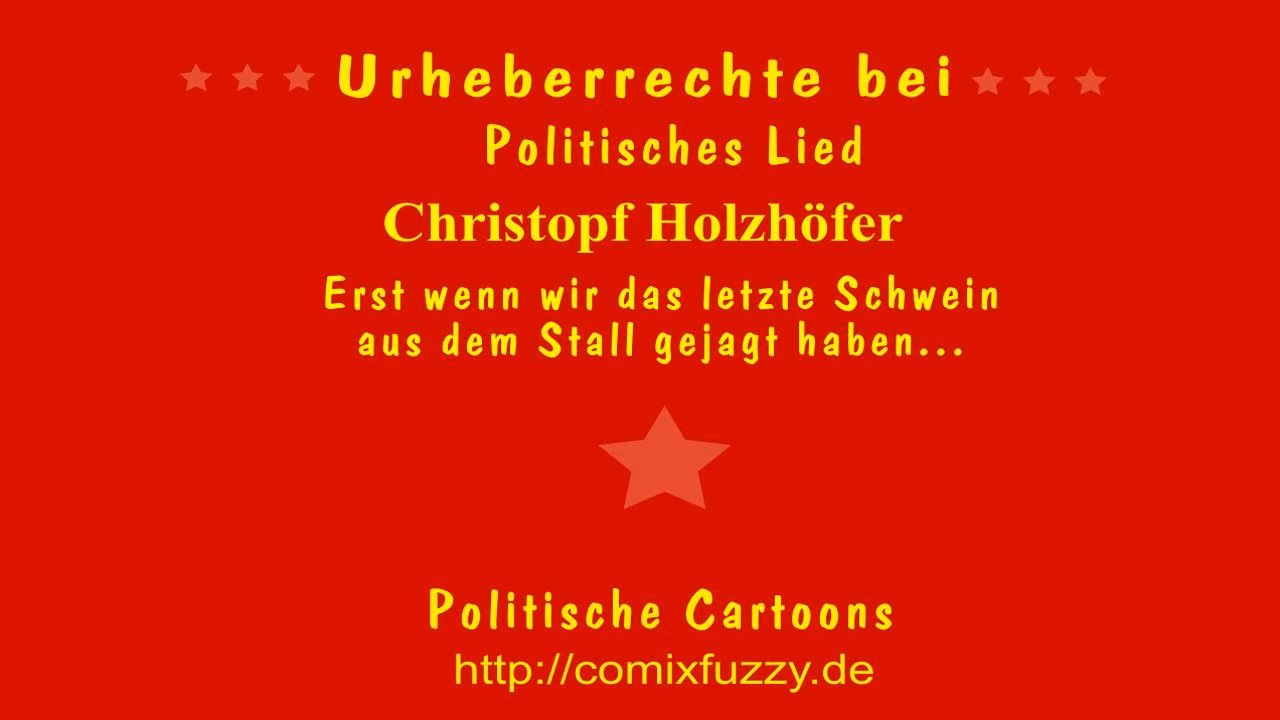 Urheberrechte bei
Politisches Lied
Christopf Holzhöfer
Erst wenn wir das letzte Schwein
aus dem Stall gejagt haben...
Politische Cartoons
http://comixfuzzy.de